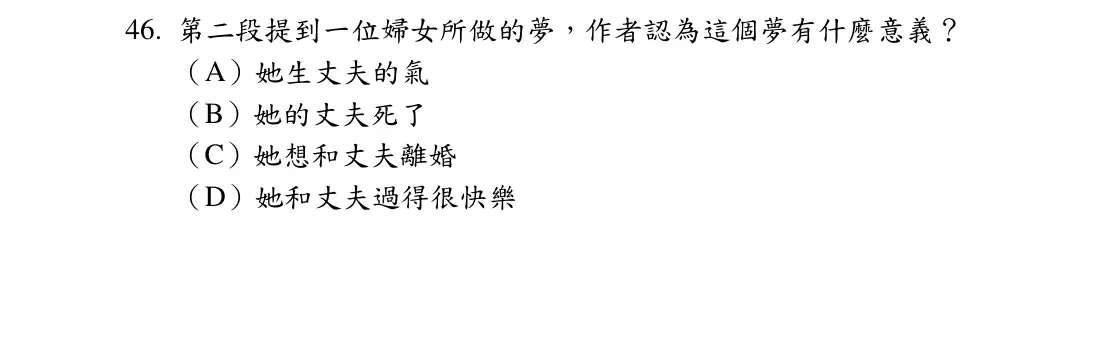 46. 第二段提到一位婦女所做的夢，作者認為這個夢有什麼意義？
（A）她生丈夫的氣
（B）她的丈夫死了
（C）她想和丈夫離婚
（D）她和丈夫過得很快樂